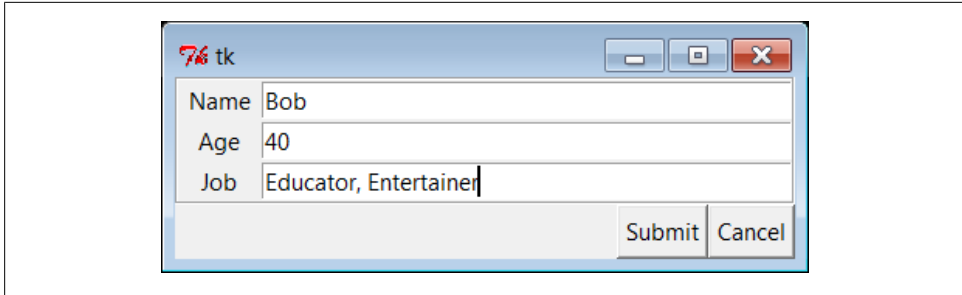 tk
Name Bob
Age 40
Job Educator, Entertainer
Submit Cancel